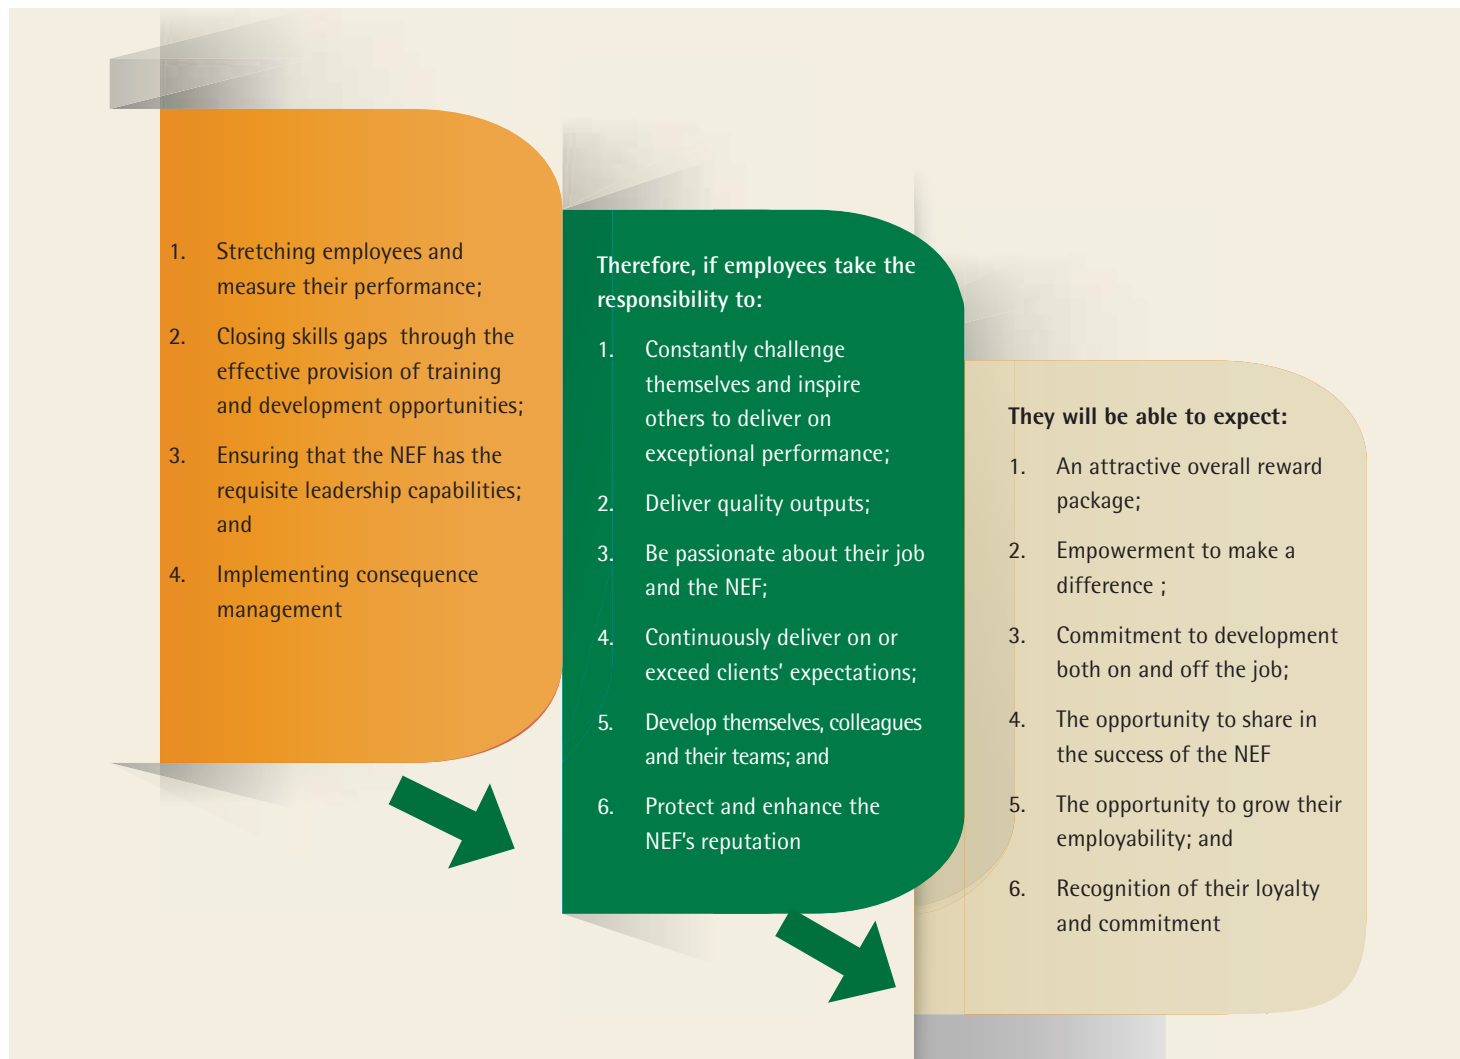 1. Stretching employees and
measure their performance;
2. Closing skills gaps through the
effective provision of training
and development opportunities;
3. Ensuring that the NEF has the
requisite leadership capabilities;
and
4. Implementing consequence
management
Therefore, if employees take the
responsibility to:
1. Constantly challenge
themselves and inspire
others to deliver on
exceptional performance;
2. Deliver quality outputs;
3. Be passionate about their job
and the NEF;
4. Continuously deliver on or
exceed clients’ expectations;
5. Develop themselves, colleagues
and their teams; and
6. Protect and enhance the
NEF’s reputation
They will be able to expect:
1. An attractive overall reward
package;
2. Empowerment to make a
difference ;
3. Commitment to development
both on and off the job;
4. The opportunity to share in
the success of the NEF
5. The opportunity to grow their
employability; and
6. Recognition of their loyalty
and commitment